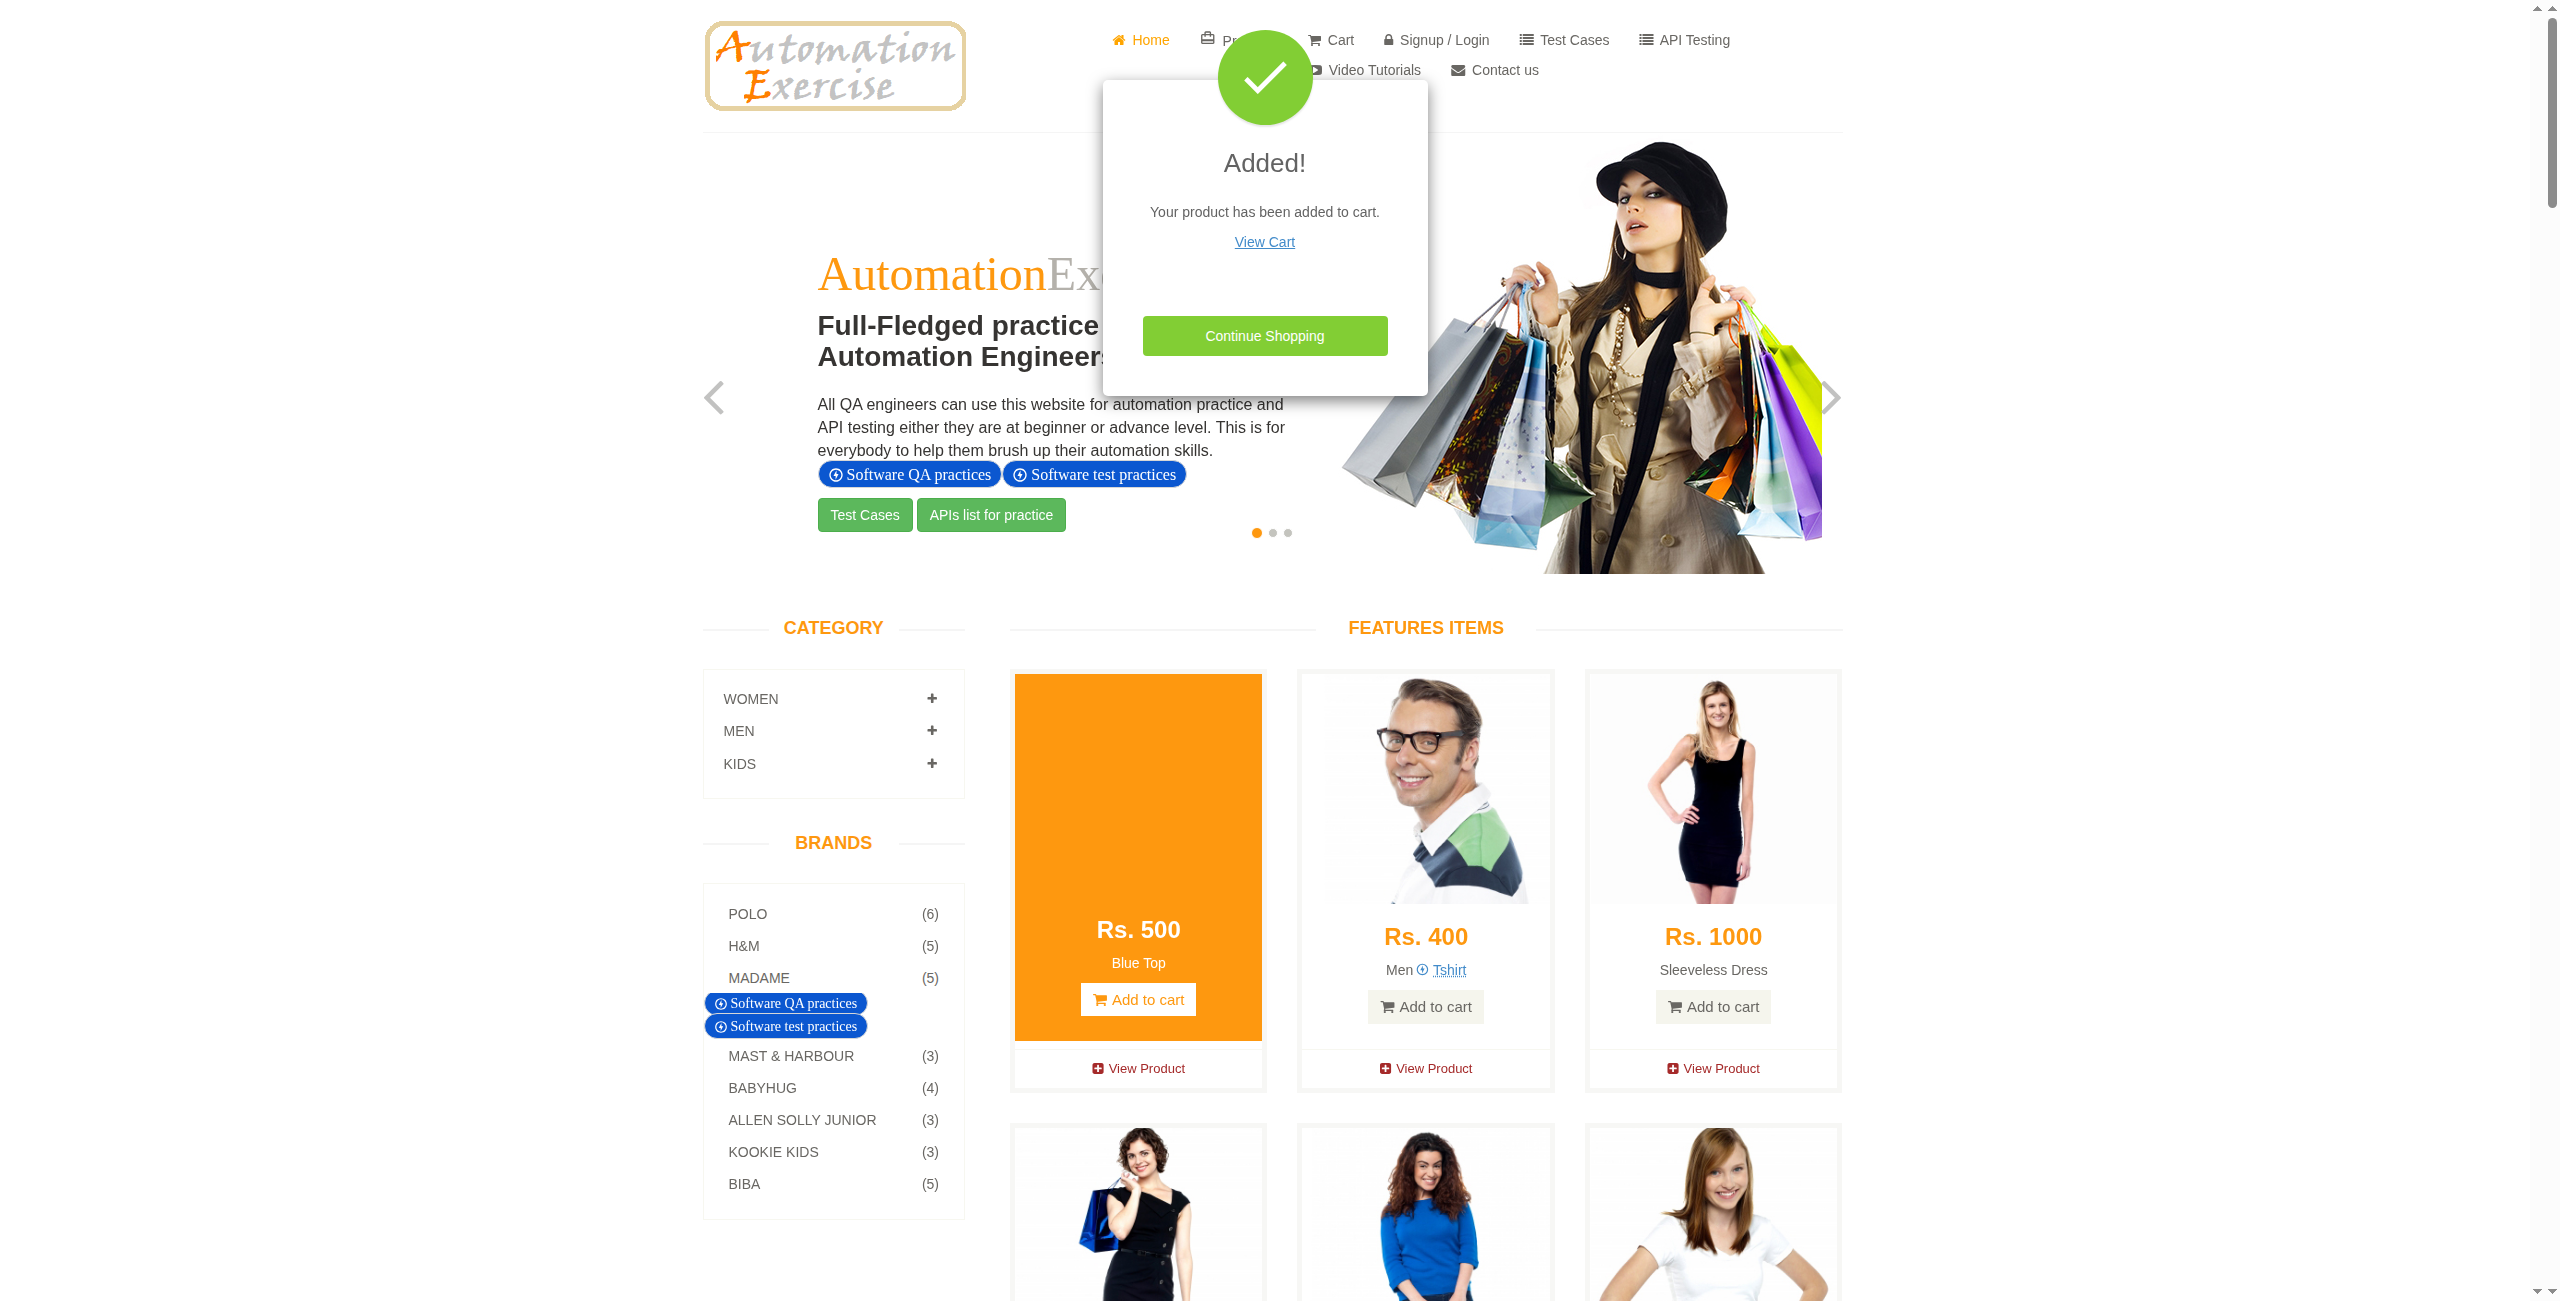 Automation
Exercise
Home
Cart
Signup / Login
Test Cases
API Testing
Video Tutorials
Contact us
Added!
Your product has been added to cart.
View Cart
Continue Shopping
Automation
Full-Fledged practice
Automation
All QA engineers can use this website for automation practice and
API testing either they are at beginner or advance level. This is for
everybody to help them brush up their automation skills.
Software QA practices Software test practices
Test Cases APIs list for practice
CATEGORY
WOMEN
MEN
KIDS
BRANDS
POLO (6)
H&M (5)
MADAME (5)
Software QA practices
Software test practices
MAST & HARBOUR (3)
BABYHUG (4)
ALLEN SOLLY JUNIOR (3)
KOOKIE KIDS (3)
BIBA (5)
FEATURES ITEMS
Rs. 500
Blue Top
Add to cart
View Product
Rs. 400
Men Tshirt
Add to cart
View Product
Rs. 1000
Sleeveless Dress
Add to cart
View Product